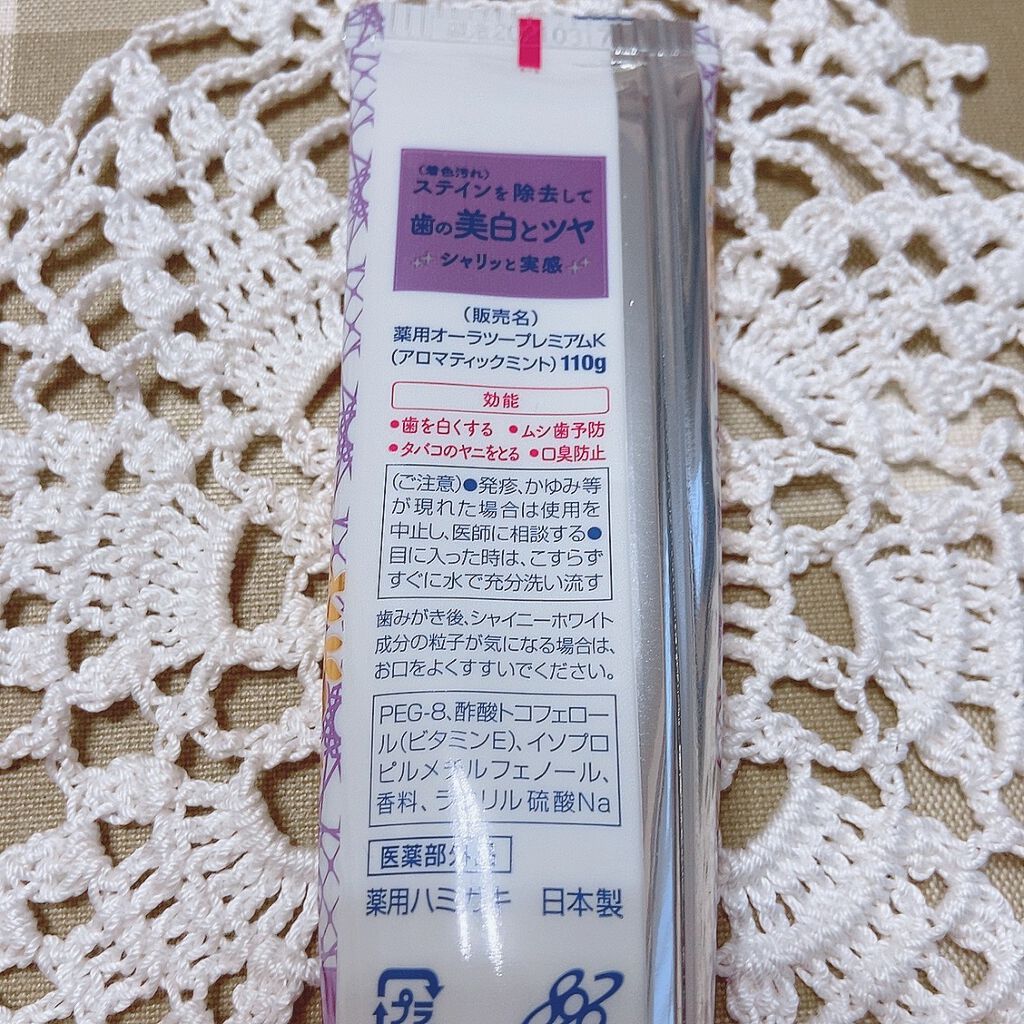 (着色汚れ)
ステインを除去して
歯の美白とツヤ
シャリッと実感
(販売名)
薬用オーラツープレミアムK
(アロマティックミント)110g
効能
●歯を白くする ●ムシ歯予防
●タバコのヤニをとる ●口臭防止
(ご注意)●発疹、かゆみ等
が現れた場合は使用を
中止し、医師に相談する●
目に入った時は、こすらず
すぐに水で充分洗い流す
歯みがき後、シャイニーホワイト
成分の粒子が気になる場合は、
お口をよくすすいでください。
PEG-8、酢酸トコフェロー
ル(ビタミンE)、イソプロ
ピルメチルフェノール、
香料、ラウリル硫酸Na
医薬部外品
薬用ハミガキ 日本製
プラ